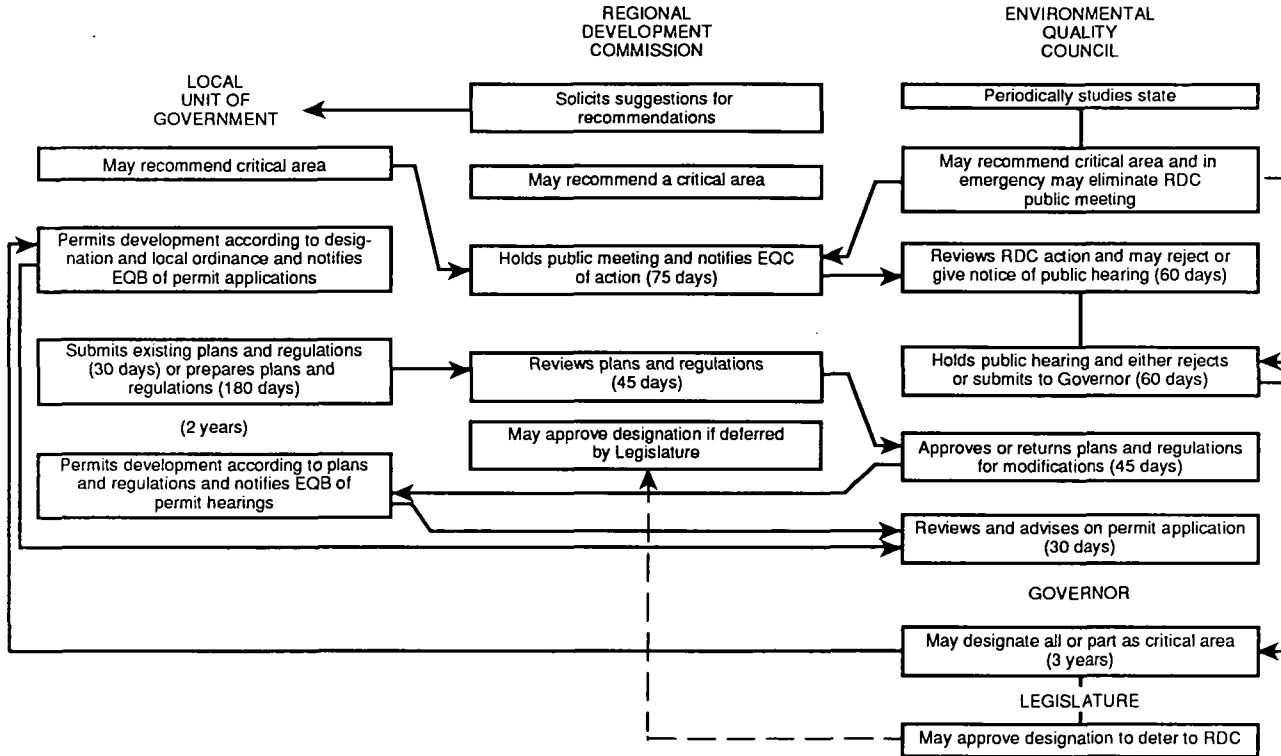 REGIONAL
DEVELOPMENT
COMMISSION
ENVIRONMENTAL
QUALITY
COUNCIL
LOCAL
UNIT OF
GOVERNMENT
Solicits suggestions for
recommendations
Periodically studies state
May recommend critical area
May recommend a critical area
May recommend critical area and in
emergency may eliminate RDC
public meeting
Permits development according to desig-
nation and local ordinance and notifies
EQB of permit applications
Holds public meeting and notifies EQC
of action (75 days)
Reviews RDC action and may reject or
give notice of public hearing (60 days)
Submits existing plans and regulations
(30 days) or prepares plans and
regulations (180 days)
Reviews plans and regulations
(45 days)
Holds public hearing and either rejects
or submits to Governor (60 days)
(2 years)
May approve designation if deferred
by Legislature
Approves or returns plans and regulations
for modifications (45 days)
Permits development according to plans
and regulations and notifies EQB of
permit hearings
Reviews and advises on permit application
(30 days)
GOVERNOR
May designate all or part as critical area
(3 years)
LEGISLATURE
May approve designation to deter to RDC